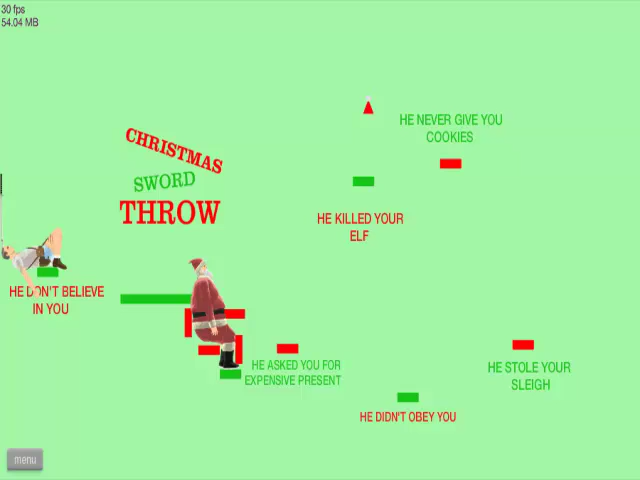 30 fps
54.04 MB
HE NEVER GIVE YOU
COOKIES
CHRISTMAS
SWORD
THROW
HE KILLED YOUR
ELF
HE DON'T BELIEVE
IN YOU
HE ASKED YOU FOR
EXPENSIVE PRESENT
HE STOLE YOUR
SLEIGH
HE DIDN'T OBEY YOU
menu